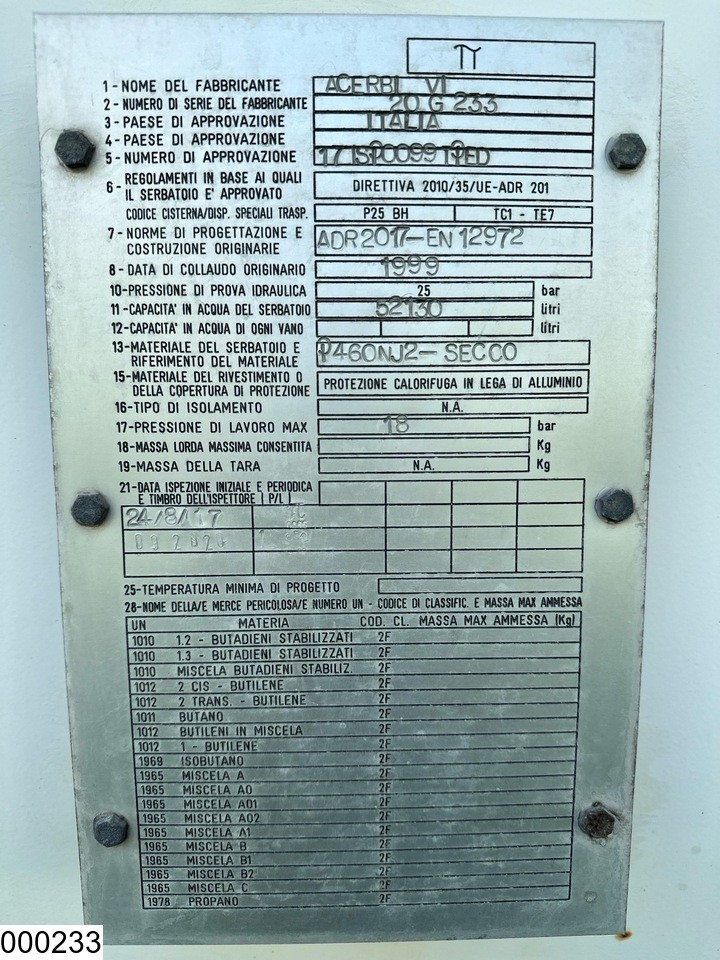 π
1 - NOME DEL FABBRICANTE ACERBI VI
2 - NUMERO DI SERIE DEL FABBRICANTE 20 G 233
3 - PAESE DI APPROVAZIONE ITALIA
4 - PAESE DI APPROVAZIONE
5 - NUMERO DI APPROVAZIONE 17 ISP0099 TPED
6 - REGOLAMENTI IN BASE AI QUALI
IL SERBATOIO E' APPROVATO DIRETTIVA 2010/35/UE-ADR 201
CODICE CISTERNA/DISP. SPECIALI TRASP. P25 BH TC1 - TE7
7 - NORME DI PROGETTAZIONE E
COSTRUZIONE ORIGINARIE ADR2017-EN 12972
8 - DATA DI COLLAUDO ORIGINARIO 1999
10-PRESSIONE DI PROVA IDRAULICA 25 bar
11 - CAPACITA' IN ACQUA DEL SERBATOIO 52130 litri
12-CAPACITA' IN ACQUA DI OGNI VANO litri
13-MATERIALE DEL SERBATOIO E
RIFERIMENTO DEL MATERIALE P460NJ2-SECCO
15-MATERIALE DEL RIVESTIMENTO O
DELLA COPERTURA DI PROTEZIONE PROTEZIONE CALORIFUGA IN LEGA DI ALLUMINIO
16-TIPO DI ISOLAMENTO N.A.
17-PRESSIONE DI LAVORO MAX 18 bar
18-MASSA LORDA MASSIMA CONSENTITA Kg
19-MASSA DELLA TARA N.A. Kg
21-DATA ISPEZIONE INIZIALE E PERIODICA
E TIMBRO DELL'ISPETTORE ( P/L )
24/8/17
09 2020
25-TEMPERATURA MINIMA DI PROGETTO
28-NOME DELLA/E MERCE PERICOLOSA/E NUMERO UN - CODICE DI CLASSIFIC. E MASSA MAX AMMESSA
UN MATERIA COD. CL. MASSA MAX AMMESSA (Kg)
1010 1.2 - BUTADIENI STABILIZZATI 2F
1010 1.3 - BUTADIENI STABILIZZATI 2F
1010 MISCELA BUTADIENI STABILIZ. 2F
1012 2 CIS - BUTILENE 2F
1012 2 TRANS. - BUTILENE 2F
1011 BUTANO 2F
1012 BUTILENI IN MISCELA 2F
1012 1 - BUTILENE 2F
1969 ISOBUTANO 2F
1965 MISCELA A 2F
1965 MISCELA A0 2F
1965 MISCELA A01 2F
1965 MISCELA A02 2F
1965 MISCELA A1 2F
1965 MISCELA B 2F
1965 MISCELA B1 2F
1965 MISCELA B2 2F
1965 MISCELA C 2F
1978 PROPANO 2F
000233